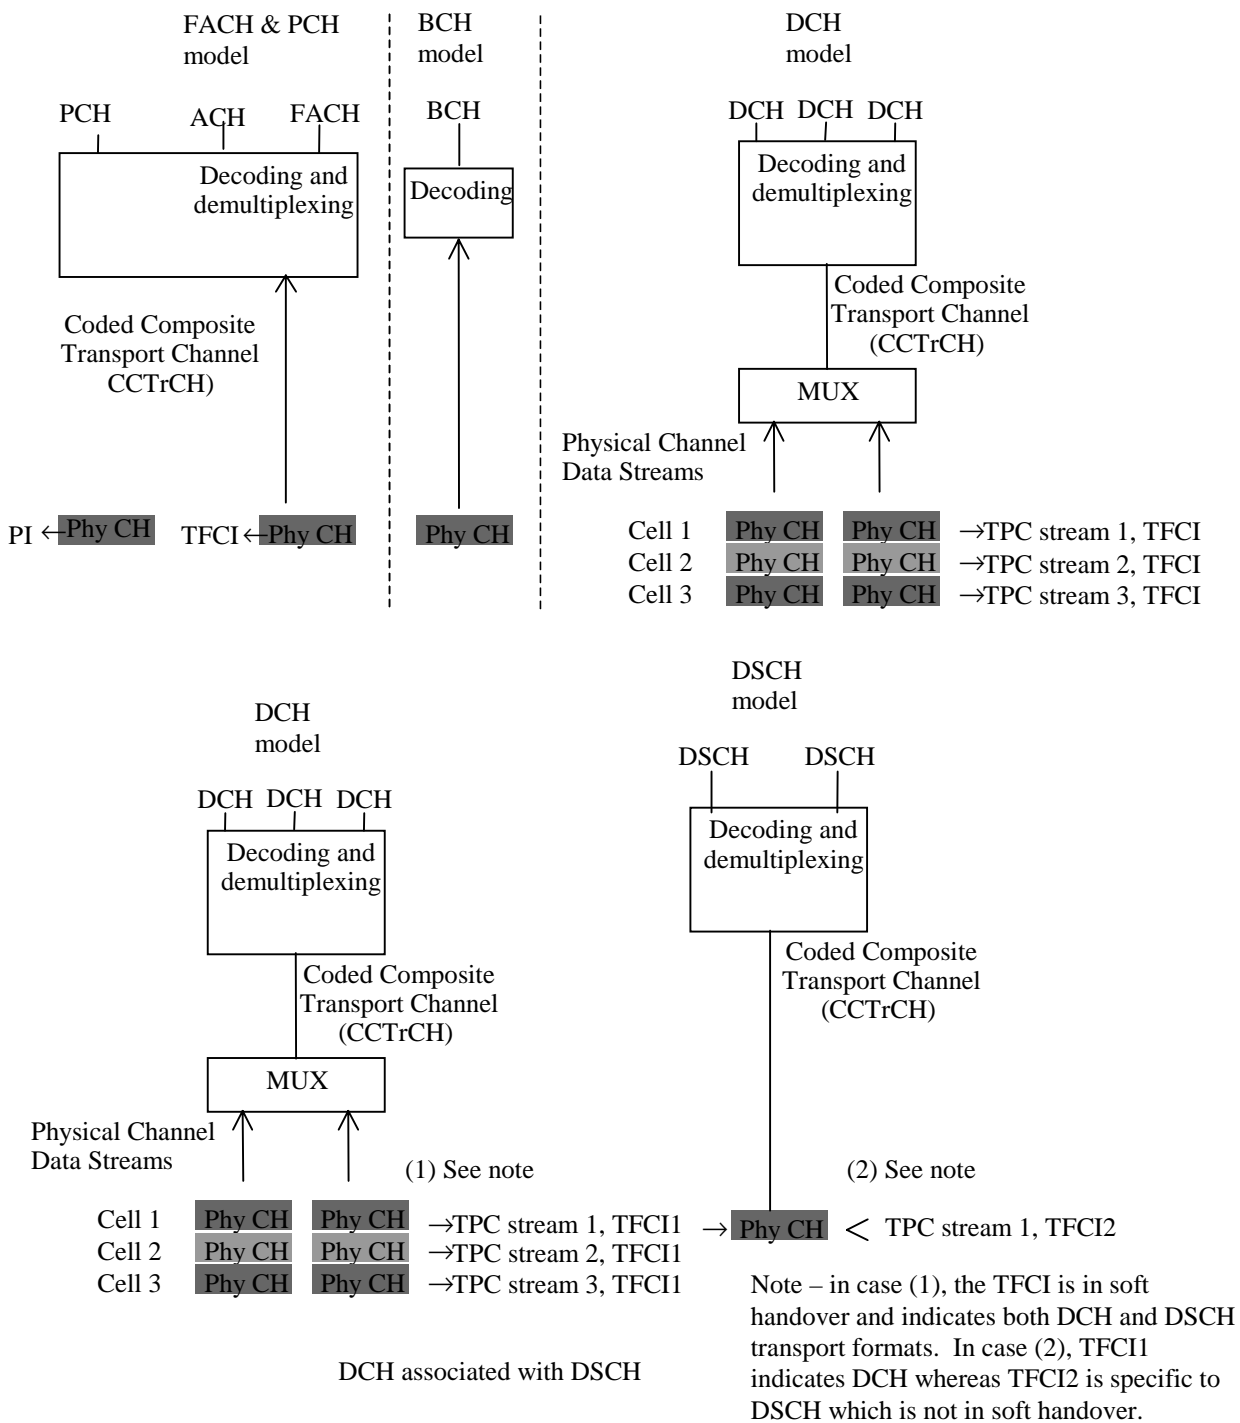 FACH & PCH
model
BCH
model
DCH
model
PCH
ACH
FACH
BCH
DCH DCH DCH
Decoding and
demultiplexing
Decoding
Decoding and
demultiplexing
Coded Composite
Transport Channel
CCTrCH)
Coded Composite
Transport Channel
(CCTrCH)
MUX
Physical Channel
Data Streams
PI ← Phy CH
TFCI ← Phy CH
Phy CH
Cell 1 Phy CH Phy CH →TPC stream 1, TFCI
Cell 2 Phy CH Phy CH →TPC stream 2, TFCI
Cell 3 Phy CH Phy CH →TPC stream 3, TFCI
DCH
model
DCH DCH DCH
Decoding and
demultiplexing
Coded Composite
Transport Channel
(CCTrCH)
MUX
Physical Channel
Data Streams
(1) See note
DSCH
model
DSCH DSCH
Decoding and
demultiplexing
Coded Composite
Transport Channel
(CCTrCH)
(2) See note
Cell 1 Phy CH Phy CH →TPC stream 1, TFCI1 → Phy CH < TPC stream 1, TFCI2
Cell 2 Phy CH Phy CH →TPC stream 2, TFCI1
Cell 3 Phy CH Phy CH →TPC stream 3, TFCI1
DCH associated with DSCH
Note – in case (1), the TFCI is in soft
handover and indicates both DCH and DSCH
transport formats. In case (2), TFCI1
indicates DCH whereas TFCI2 is specific to
DSCH which is not in soft handover.